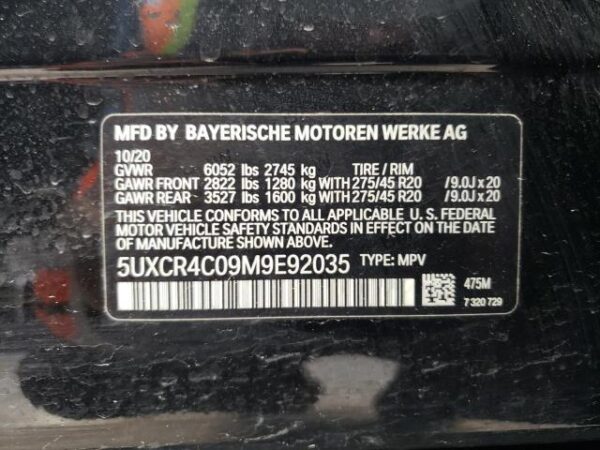 MFD BY BAYERISCHE MOTOREN WERKE AG
10/20
GVWR 6052 lbs 2745 kg TIRE / RIM
GAWR FRONT 2822 lbs 1280 kg WITH 275/45 R20 /9.0J x 20
GAWR REAR 3527 lbs 1600 kg WITH 275/45 R20 /9.0J x 20
THIS VEHICLE CONFORMS TO ALL APPLICABLE U. S. FEDERAL
MOTOR VEHICLE SAFETY STANDARDS IN EFFECT ON THE
DATE OF MANUFACTURE SHOWN ABOVE.
5UXCR4C09M9E92035 TYPE: MPV
475M
7 320 729